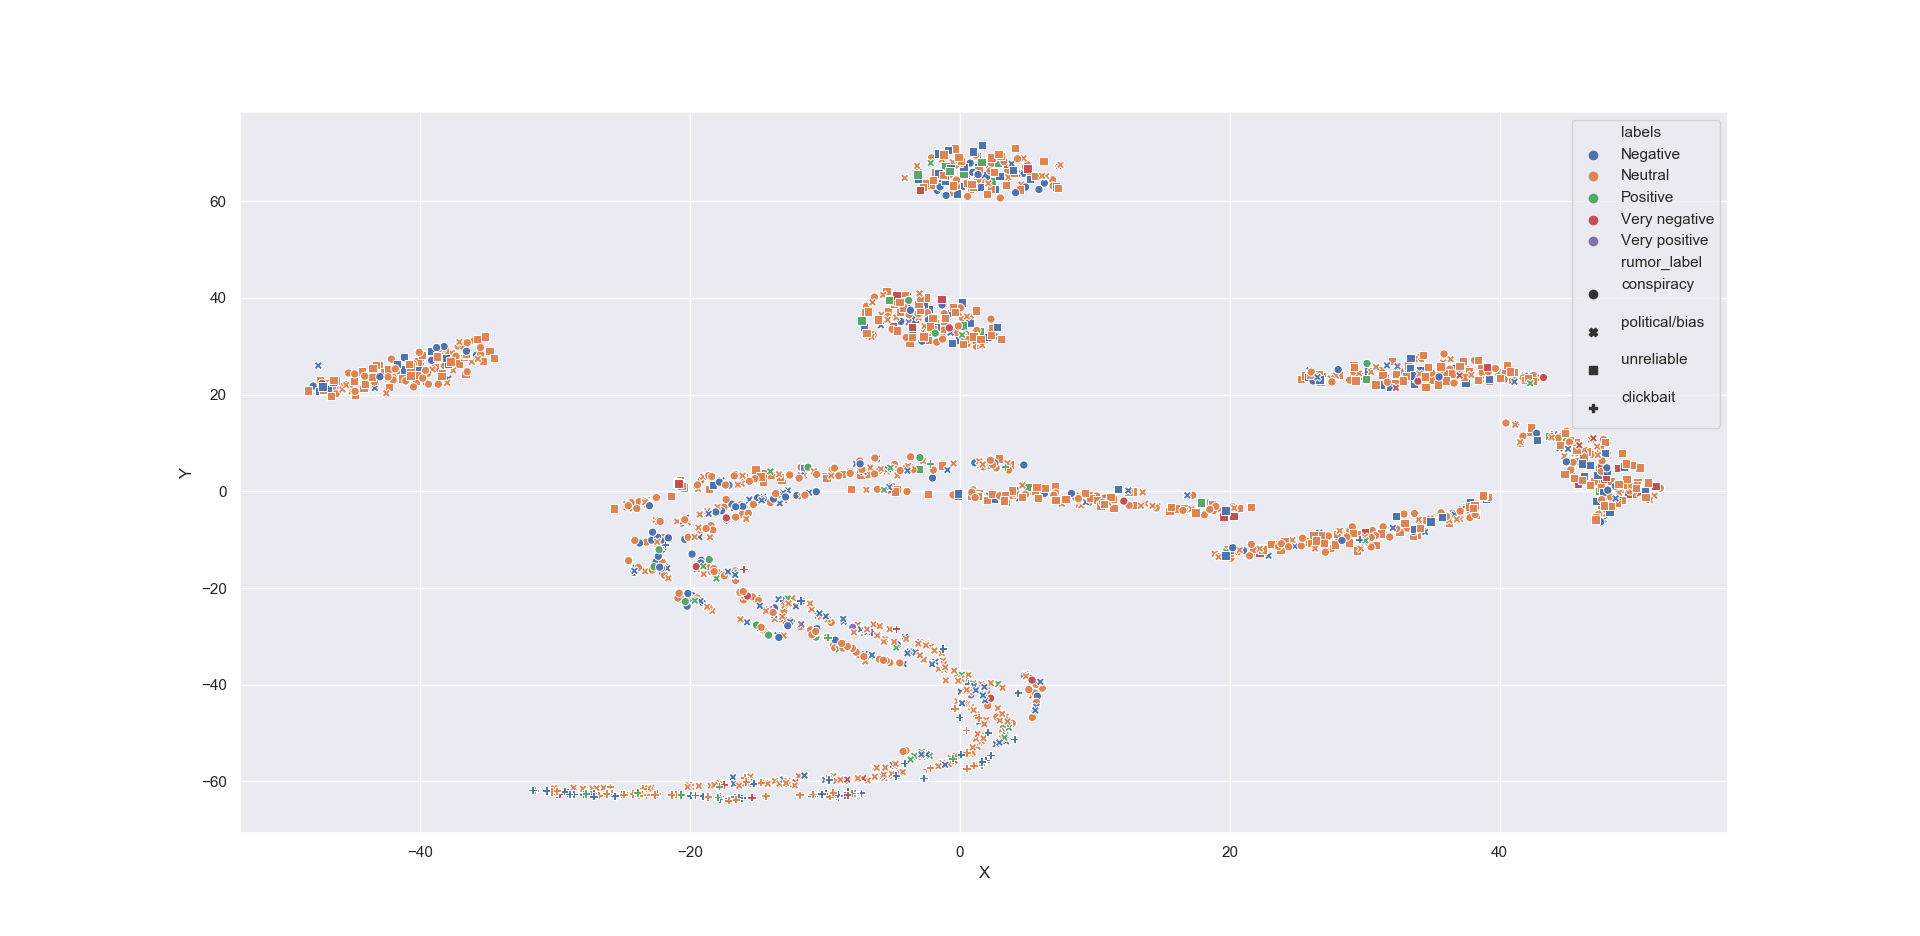 labels
Negative
Neutral
Positive
Very negative
Very positive
rumor_label
conspiracy
political/bias
unreliable
clickbait
60
40
20
0
−20
−40
−60
Y
−40
−20
0
20
40
X